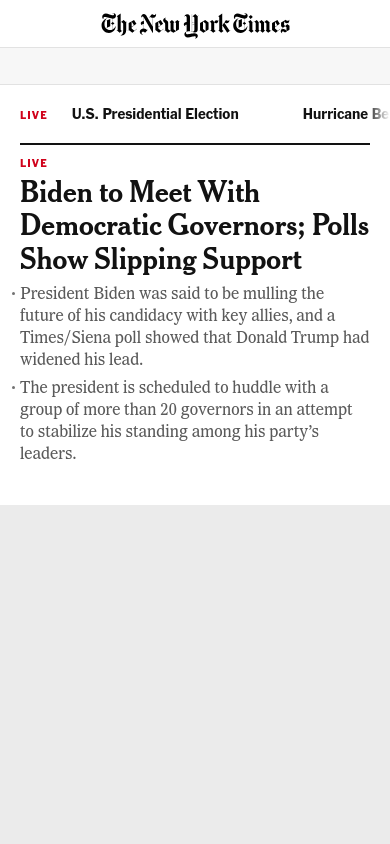 The New York Times
LIVE
U.S. Presidential Election
Hurricane Be
LIVE
Biden to Meet With
Democratic Governors; Polls
Show Slipping Support
· President Biden was said to be mulling the
future of his candidacy with key allies, and a
Times/Siena poll showed that Donald Trump had
widened his lead.
· The president is scheduled to huddle with a
group of more than 20 governors in an attempt
to stabilize his standing among his party’s
leaders.